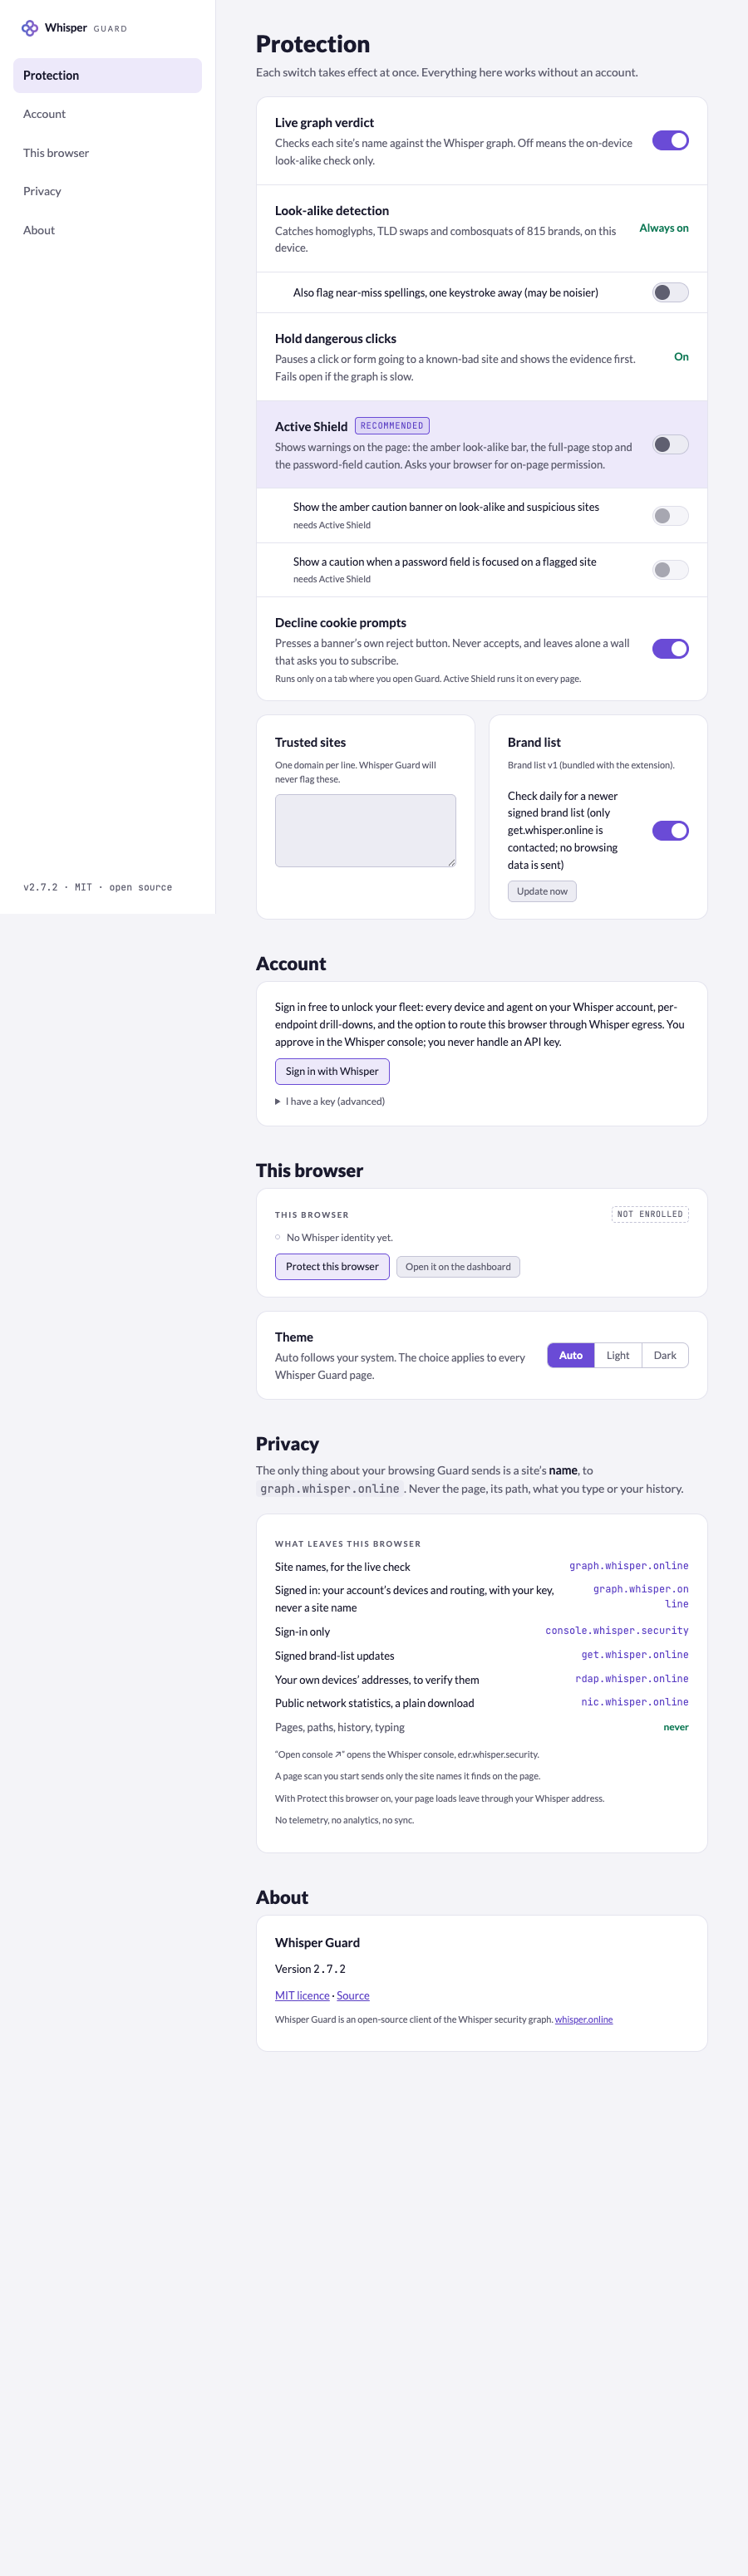 Whisper GUARD
Protection
Account
This browser
Privacy
About
v2.7.2 · MIT · open source
Protection
Each switch takes effect at once. Everything here works without an account.
Live graph verdict
Checks each site's name against the Whisper graph. Off means the on-device
look-alike check only.
Look-alike detection
Catches homoglyphs, TLD swaps and combosquats of 815 brands, on this
device.
Always on
Also flag near-miss spellings, one keystroke away (may be noisier)
Hold dangerous clicks
Pauses a click or form going to a known-bad site and shows the evidence first.
Fails open if the graph is slow.
On
Active Shield RECOMMENDED
Shows warnings on the page: the amber look-alike bar, the full-page stop and
the password-field caution. Asks your browser for on-page permission.
Show the amber caution banner on look-alike and suspicious sites
needs Active Shield
Show a caution when a password field is focused on a flagged site
needs Active Shield
Decline cookie prompts
Presses a banner's own reject button. Never accepts, and leaves alone a wall
that asks you to subscribe.
Runs only on a tab where you open Guard. Active Shield runs it on every page.
Trusted sites
One domain per line. Whisper Guard will
never flag these.
Brand list
Brand list v1 (bundled with the extension).
Check daily for a newer
signed brand list (only
get.whisper.online is
contacted; no browsing
data is sent)
Update now
Account
Sign in free to unlock your fleet: every device and agent on your Whisper account, per-
endpoint drill-downs, and the option to route this browser through Whisper egress. You
approve in the Whisper console; you never handle an API key.
Sign in with Whisper
▶ I have a key (advanced)
This browser
THIS BROWSER
NOT ENROLLED
No Whisper identity yet.
Protect this browser
Open it on the dashboard
Theme
Auto follows your system. The choice applies to every
Whisper Guard page.
Auto Light Dark
Privacy
The only thing about your browsing Guard sends is a site's name, to
graph.whisper.online . Never the page, its path, what you type or your history.
WHAT LEAVES THIS BROWSER
Site names, for the live check graph.whisper.online
Signed in: your account's devices and routing, with your key, graph.whisper.on
never a site name line
Sign-in only console.whisper.security
Signed brand-list updates get.whisper.online
Your own devices' addresses, to verify them rdap.whisper.online
Public network statistics, a plain download nic.whisper.online
Pages, paths, history, typing never
"Open console ↗" opens the Whisper console, edr.whisper.security.
A page scan you start sends only the site names it finds on the page.
With Protect this browser on, your page loads leave through your Whisper address.
No telemetry, no analytics, no sync.
About
Whisper Guard
Version 2.7.2
MIT licence · Source
Whisper Guard is an open-source client of the Whisper security graph. whisper.online